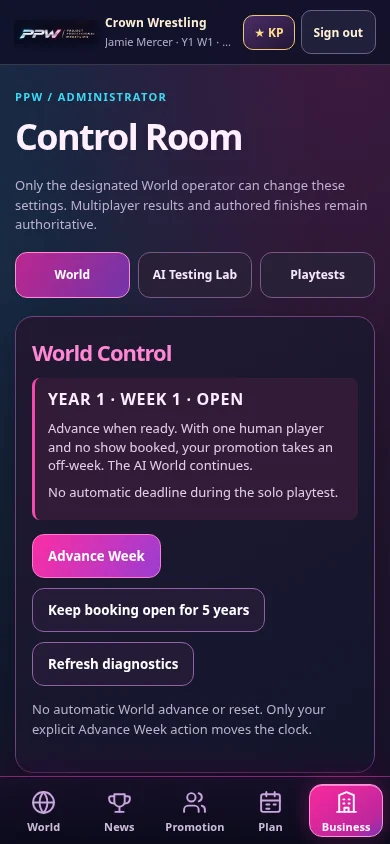 PPW PROJECT PROFESSIONAL WRESTLING
Crown Wrestling
Jamie Mercer · Y1 W1 · ...
★ KP
Sign out
PPW / ADMINISTRATOR
Control Room
Only the designated World operator can change these
settings. Multiplayer results and authored finishes remain
authoritative.
World
AI Testing Lab
Playtests
World Control
YEAR 1 · WEEK 1 · OPEN
Advance when ready. With one human player
and no show booked, your promotion takes an
off-week. The AI World continues.
No automatic deadline during the solo playtest.
Advance Week
Keep booking open for 5 years
Refresh diagnostics
No automatic World advance or reset. Only your
explicit Advance Week action moves the clock.
World
News
Promotion
Plan
Business